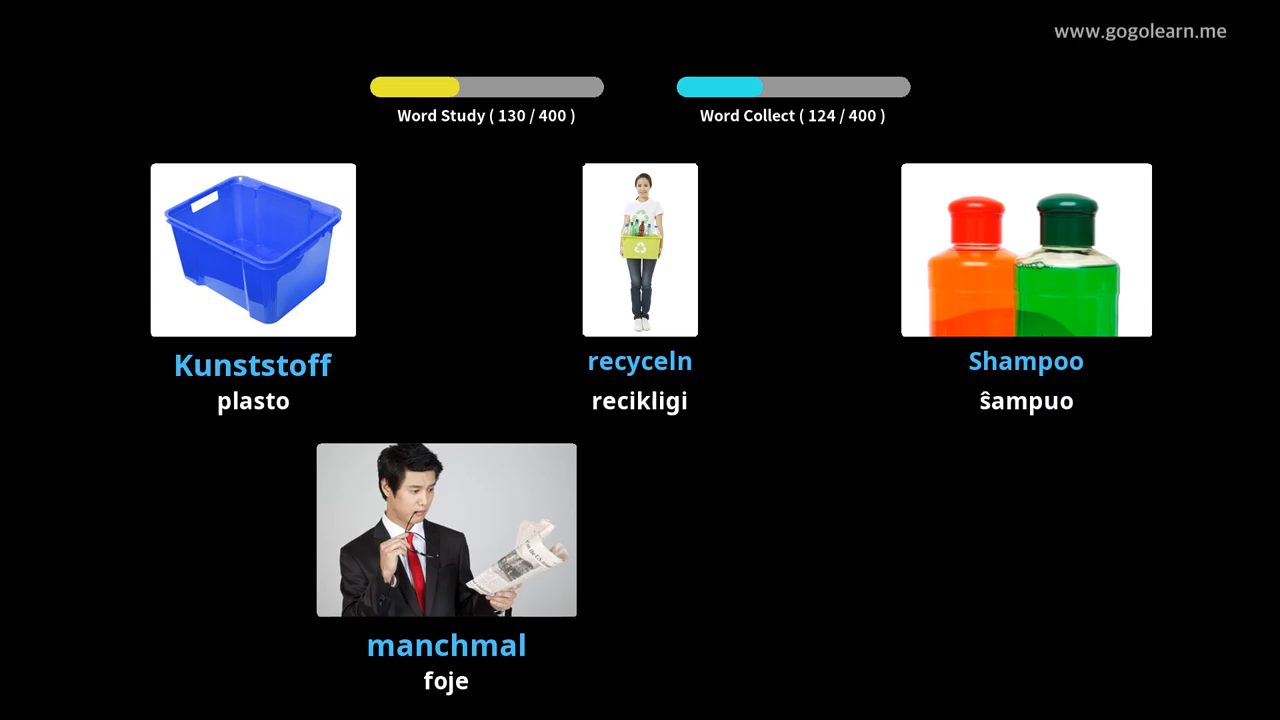 www.gogolearn.me
Word Study ( 130 / 400 )
Word Collect ( 124 / 400 )
Kunststoff
plasto
recyceln
recikligi
Shampoo
ŝampuo
manchmal
foje